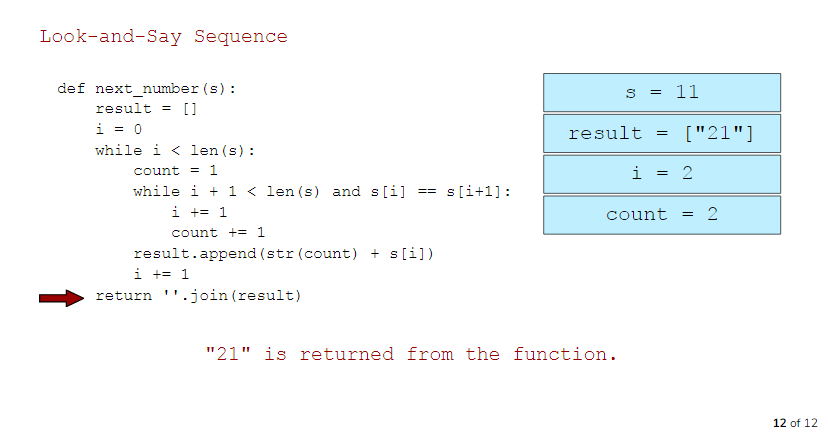 Look-and-Say Sequence
def next_number(s):
    result = []
    i = 0
    while i < len(s):
        count = 1
        while i + 1 < len(s) and s[i] == s[i+1]:
            i += 1
            count += 1
        result.append(str(count) + s[i])
        i += 1
    return ''.join(result)
s = 11
result = ["21"]
i = 2
count = 2
"21" is returned from the function.
12 of 12